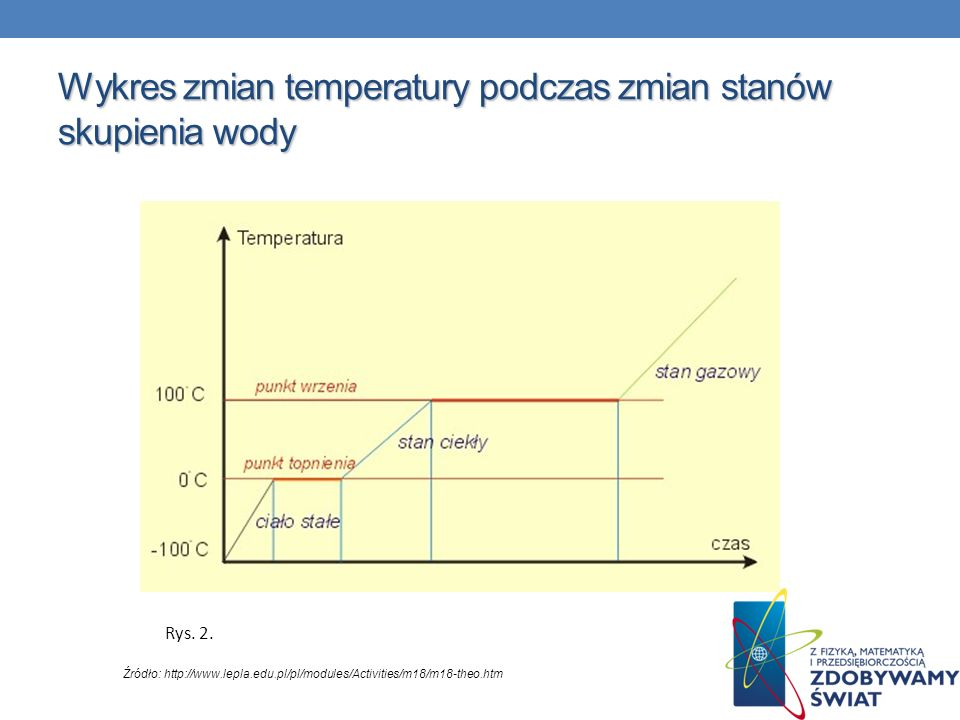 Wykres zmian temperatury podczas zmian stanów
skupienia wody
Temperatura
stan gazowy
punkt wrzenia
100°C
stan ciekły
punkt topnienia
0°C
ciało stałe
czas
-100°C
Rys. 2.
Źródło: http://www.lepla.edu.pl/pl/modules/Activities/m18/m18-theo.htm
Z FIZYKĄ, MATEMATYKĄ
I PRZEDSIĘBIORCZOŚCIĄ
ZDOBYWAMY
ŚWIAT